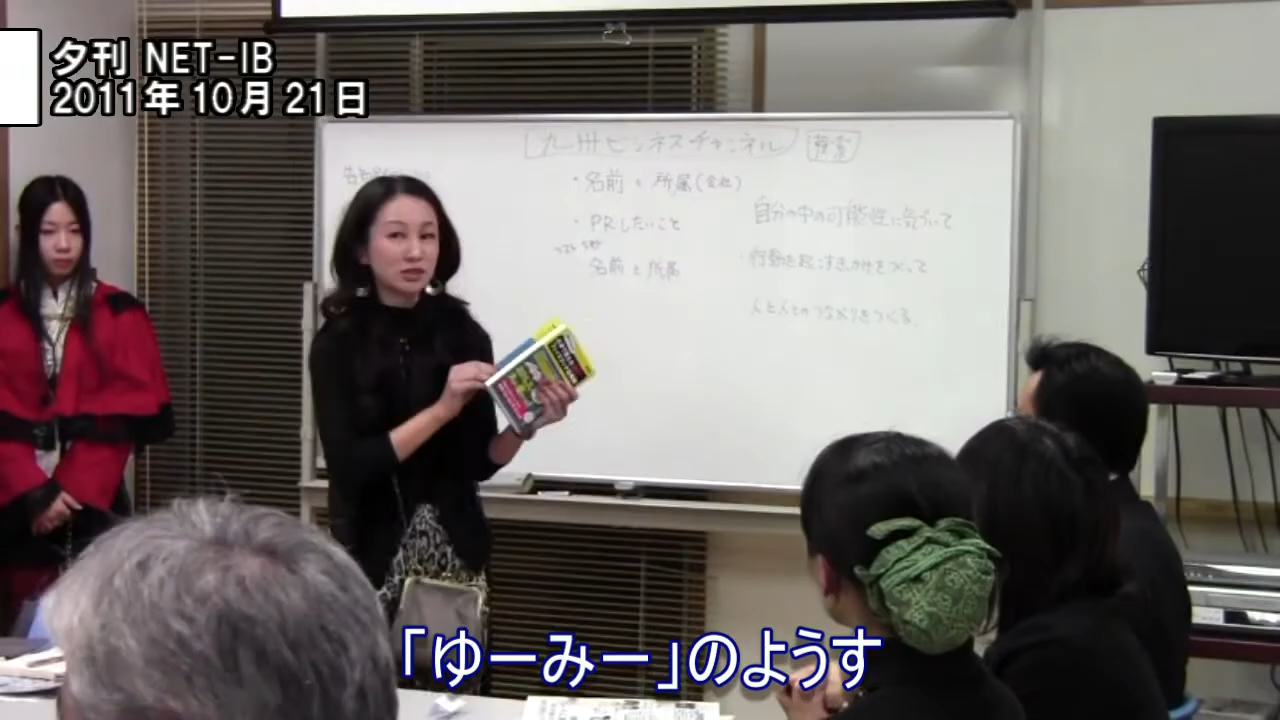 夕刊 NET-IB
2011年10月21日
九州ビジネスチャンネル 検索
・名前と所属(会社)
・PRしたいこと
名前と所属
自分の中の可能性に気づいて
・行動を起こすきっかけをつくって
人と人とのつながりをつくる
「ゆーみー」のようす